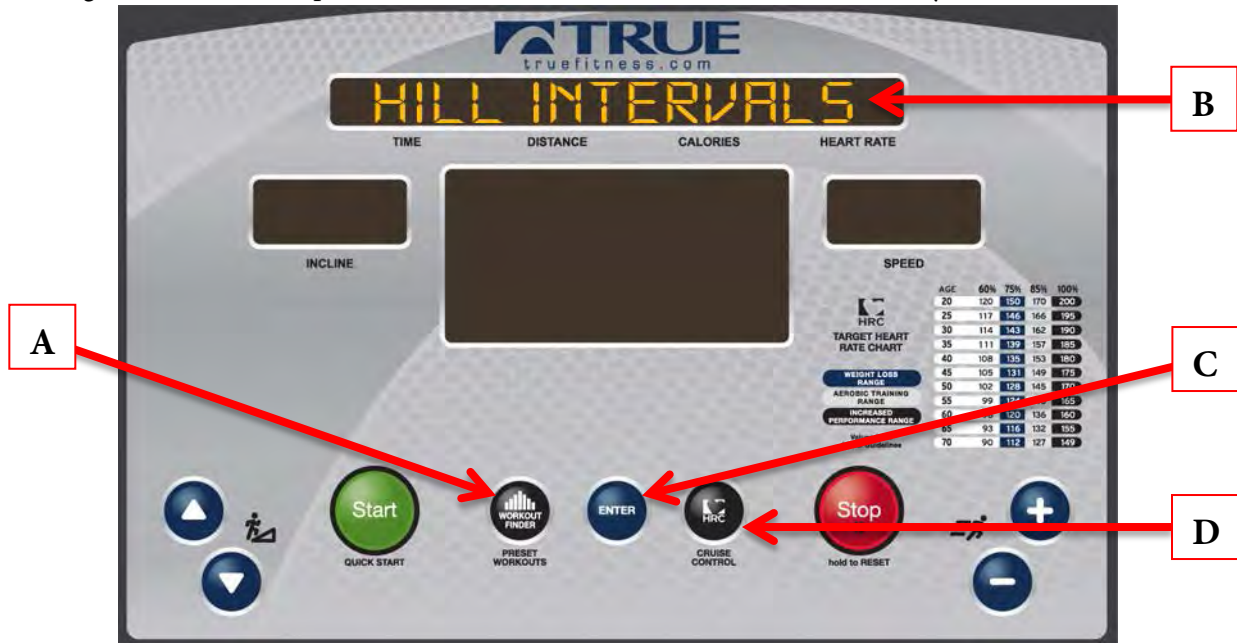 TRUE
truefitness.com
B
HILL INTERVALS
TIME DISTANCE CALORIES HEART RATE
INCLINE
SPEED
A
C
D
HRC
TARGET HEART
RATE CHART
WEIGHT LOSS
RANGE
AEROBIC TRAINING
RANGE
INCREASED
PERFORMANCE RANGE
AGE 60% 75% 85% 100%
20 120 150 170 200
25 117 146 166 195
30 114 143 162 190
35 111 139 157 185
40 108 135 153 180
45 105 131 149 175
50 102 128 145 170
55 99 165
60 120 136 160
65 93 116 132 155
70 90 112 127 149
Start
QUICK START
WORKOUT
FINDER
PRESET
WORKOUTS
ENTER
HRC
CRUISE
CONTROL
Stop
hold to RESET